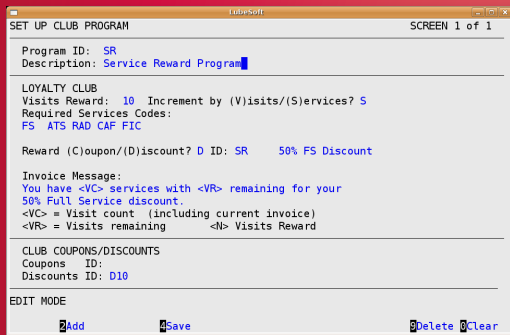 LubeSoft
SET UP CLUB PROGRAM SCREEN 1 of 1
Program ID: SR
Description: Service Reward Program
LOYALTY CLUB
Visits Reward: 10 Increment by (V)isits/(S)ervices? S
Required Services Codes:
FS ATS RAD CAF FIC
Reward (C)oupon/(D)iscount? D ID: SR 50% FS Discount
Invoice Message:
You have <VC> services with <VR> remaining for your
50% Full Service discount.
<VC> = Visit count (including current invoice)
<VR> = Visits remaining <N> Visits Reward
CLUB COUPONS/DISCOUNTS
Coupons ID:
Discounts ID: D10
EDIT MODE
2Add 4Save 9Delete 0Clear